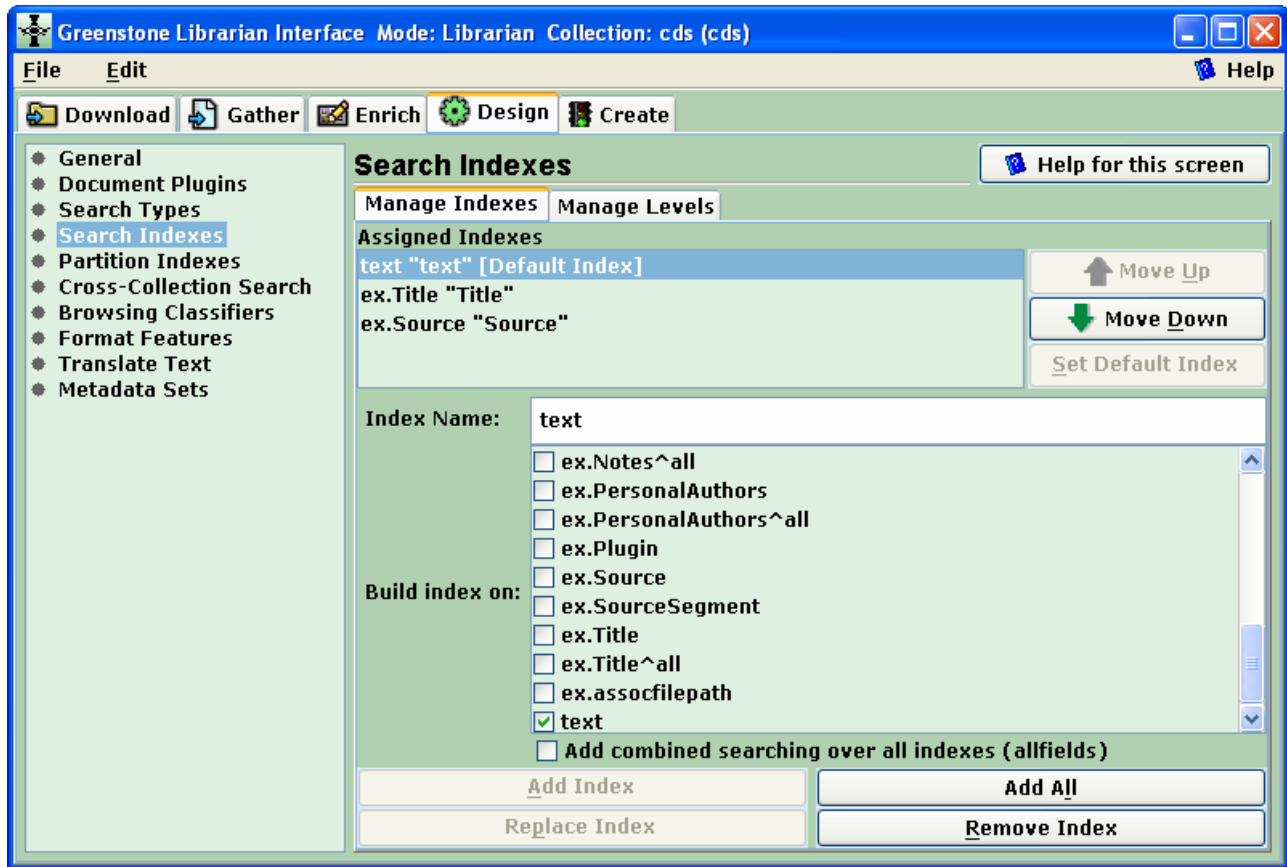 Greenstone Librarian Interface Mode: Librarian Collection: cds (cds)
File Edit Help
Download Gather Enrich Design Create
General
Document Plugins
Search Types
Search Indexes
Partition Indexes
Cross-Collection Search
Browsing Classifiers
Format Features
Translate Text
Metadata Sets
Search Indexes
Help for this screen
Manage Indexes Manage Levels
Assigned Indexes
text "text" [Default Index]
ex.Title "Title"
ex.Source "Source"
Move Up
Move Down
Set Default Index
Index Name: text
Build index on:
ex.Notes^all
ex.PersonalAuthors
ex.PersonalAuthors^all
ex.Plugin
ex.Source
ex.SourceSegment
ex.Title
ex.Title^all
ex.assocfilepath
text
Add combined searching over all indexes (allfields)
Add Index Add All
Replace Index Remove Index